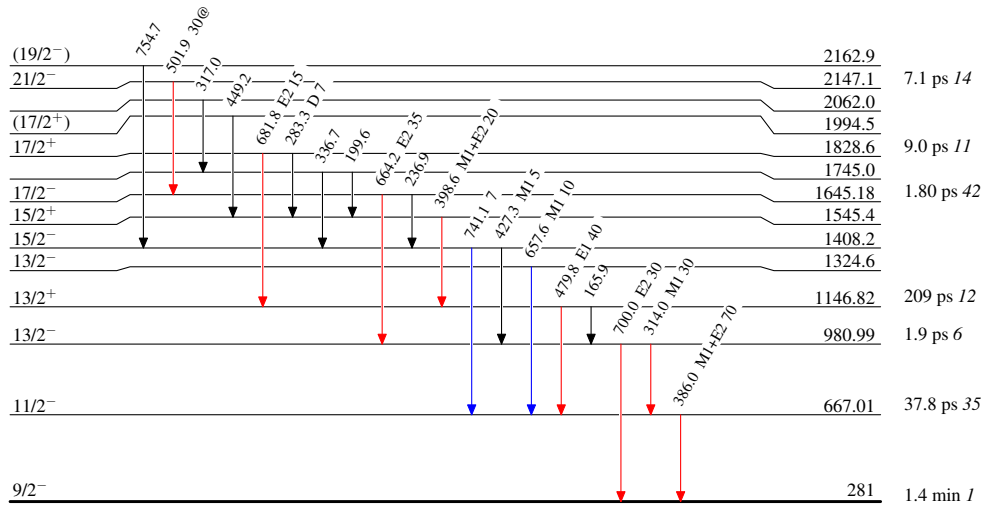 754.7
501.9 30@
317.0
449.2
681.8 E2 15
283.3 D 7
336.7
199.6
664.2 E2 35
236.9
398.6 M1+E2 20
741.1 7
427.3 M1 5
657.6 M1 10
479.8 E1 40
165.9
700.0 E2 30
314.0 M1 30
386.0 M1+E2 70
(19/2−) 2162.9
21/2− 2147.1 7.1 ps 14
2062.0
(17/2+) 1994.5
17/2+ 1828.6 9.0 ps 11
1745.0
17/2− 1645.18 1.80 ps 42
15/2+ 1545.4
15/2− 1408.2
13/2− 1324.6
13/2+ 1146.82 209 ps 12
13/2− 980.99 1.9 ps 6
11/2− 667.01 37.8 ps 35
9/2− 281 1.4 min 1